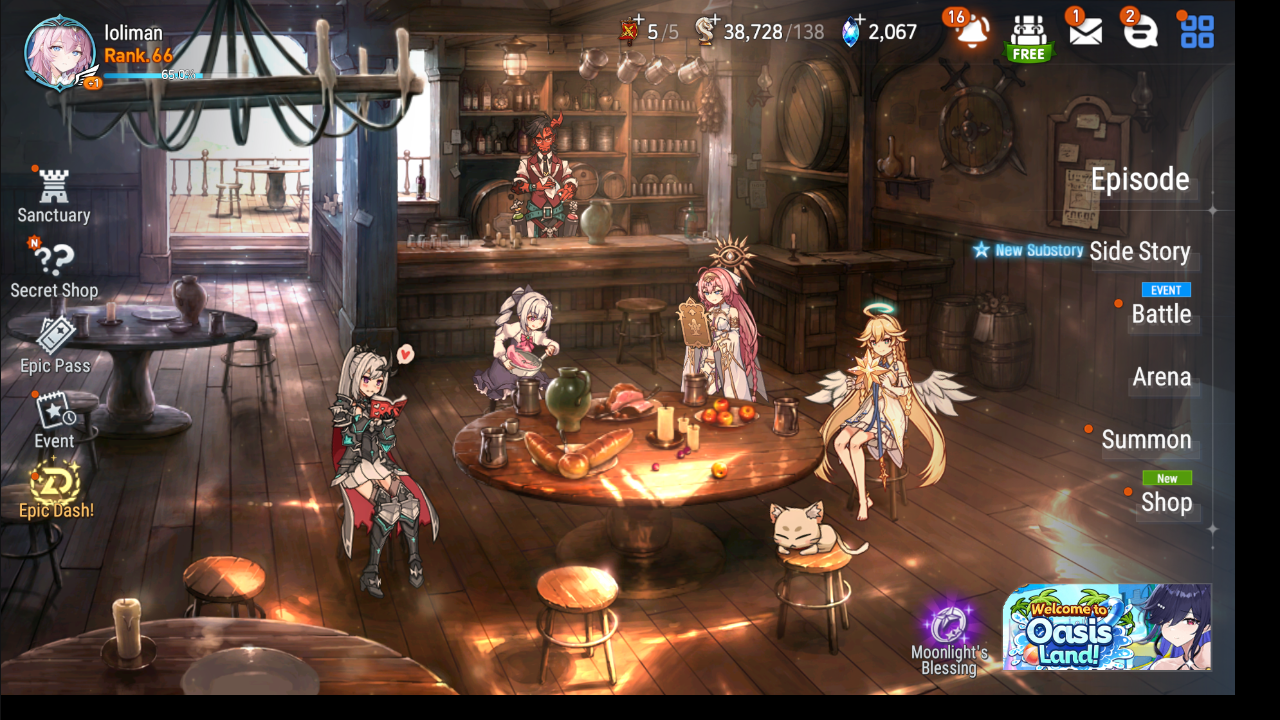 loliman
Rank.66
65.0%
+1
5/5
38,728/138
2,067
16
FREE
1
2
Sanctuary
N
??
Secret Shop
Epic Pass
Event
Epic Dash!
Episode
New Substory
Side Story
EVENT
Battle
Arena
Summon
New
Shop
Moonlight's
Blessing
Welcome to
Oasis
Land!